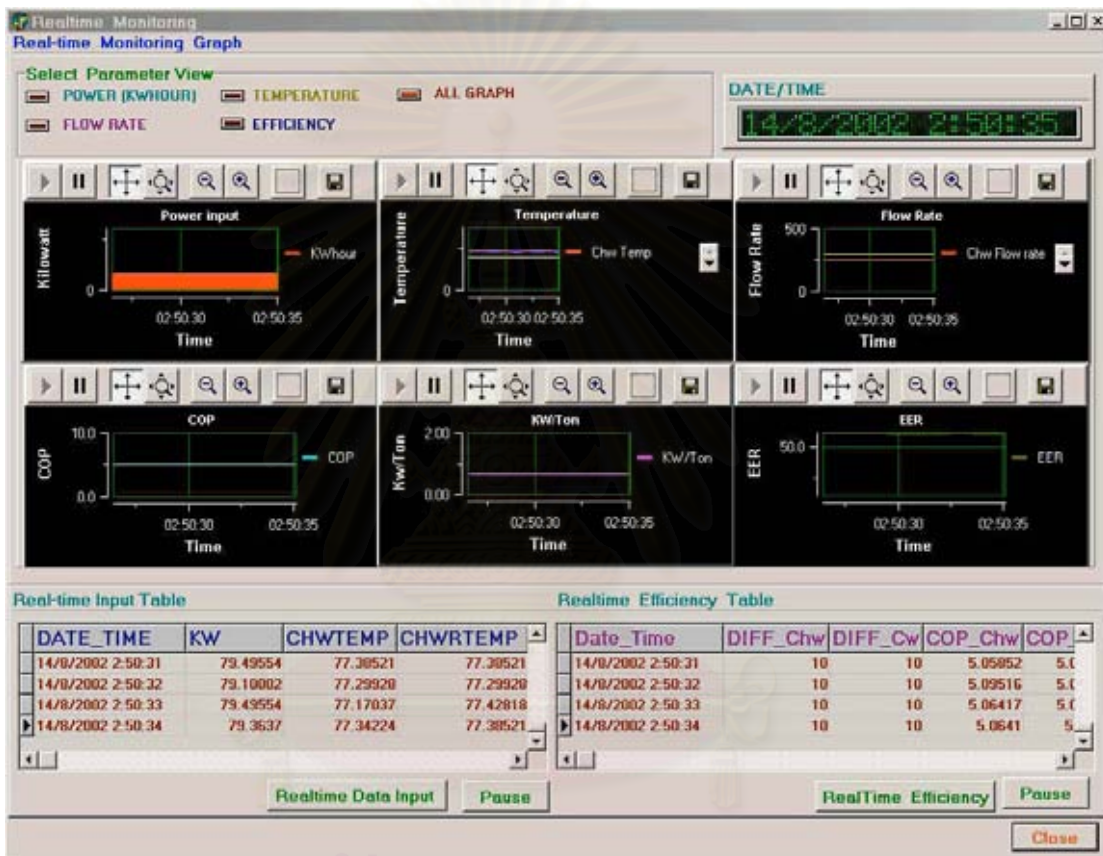 Realtime Monitoring
Real-time Monitoring Graph
Select Parameter View
POWER (KWHOUR) TEMPERATURE ALL GRAPH
FLOW RATE EFFICIENCY
DATE/TIME
14/8/2002 2:50:35
Power input
Kilowatt
0
KWhour
02:50:30 02:50:35
Time
Temperature
Temperature
0
Chw Temp
02:50:30 02:50:35
Time
Flow Rate
Flow Rate
500
0
Chw Flow rate
02:50:30 02:50:35
Time
COP
COP
10.0
0.0
COP
02:50:30 02:50:35
Time
KW/Ton
Kw/Ton
2.00
0.00
KW/Ton
02:50:30 02:50:35
Time
EER
EER
50.0
EER
02:50:30 02:50:35
Time
Real-time Input Table
DATE_TIME KW CHWTEMP CHWRTEMP
14/8/2002 2:50:31 79.49554 77.38521 77.38521
14/8/2002 2:50:32 79.10002 77.29928 77.29928
14/8/2002 2:50:33 79.49554 77.17037 77.42818
14/8/2002 2:50:34 79.3637 77.34224 77.38521
Realtime Data Input Pause
Realtime Efficiency Table
Date_Time DIFF_Chw DIFF_Cw COP_Chw COP_
14/8/2002 2:50:31 10 10 5.05852 5.0
14/8/2002 2:50:32 10 10 5.09516 5.0
14/8/2002 2:50:33 10 10 5.06417 5.0
14/8/2002 2:50:34 10 10 5.0641 5.
RealTime Efficiency Pause
Close